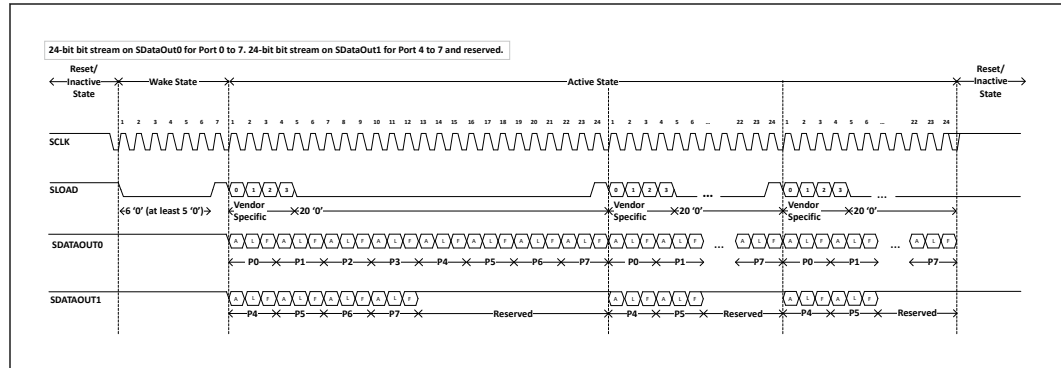 24-bit bit stream on SDataOut0 for Port 0 to 7. 24-bit bit stream on SDataOut1 for Port 4 to 7 and reserved.
Reset/ Inactive State
Wake State
Active State
Reset/ Inactive State
1 2 3 4 5 6 7 1 2 3 4 5 6 7 8 9 10 11 12 13 14 15 16 17 18 19 20 21 22 23 24 1 2 3 4 5 6 ... 22 23 24 1 2 3 4 5 6 ... 22 23 24
SCLK
SLOAD
0 1 2 3 0 1 2 3 ... 0 1 2 3 ...
6 '0' (at least 5 '0') Vendor Specific 20 '0' Vendor Specific 20 '0' Vendor Specific 20 '0'
SDATAOUT0
A L F A L F A L F A L F A L F A L F A L F A L F A L F A L F ... A L F A L F A L F ... A L F
P0 P1 P2 P3 P4 P5 P6 P7 P0 P1 P7 P0 P1 P7
SDATAOUT1
A L F A L F A L F A L F A L F A L F A L F A L F
P4 P5 P6 P7 Reserved P4 P5 Reserved P4 P5 Reserved